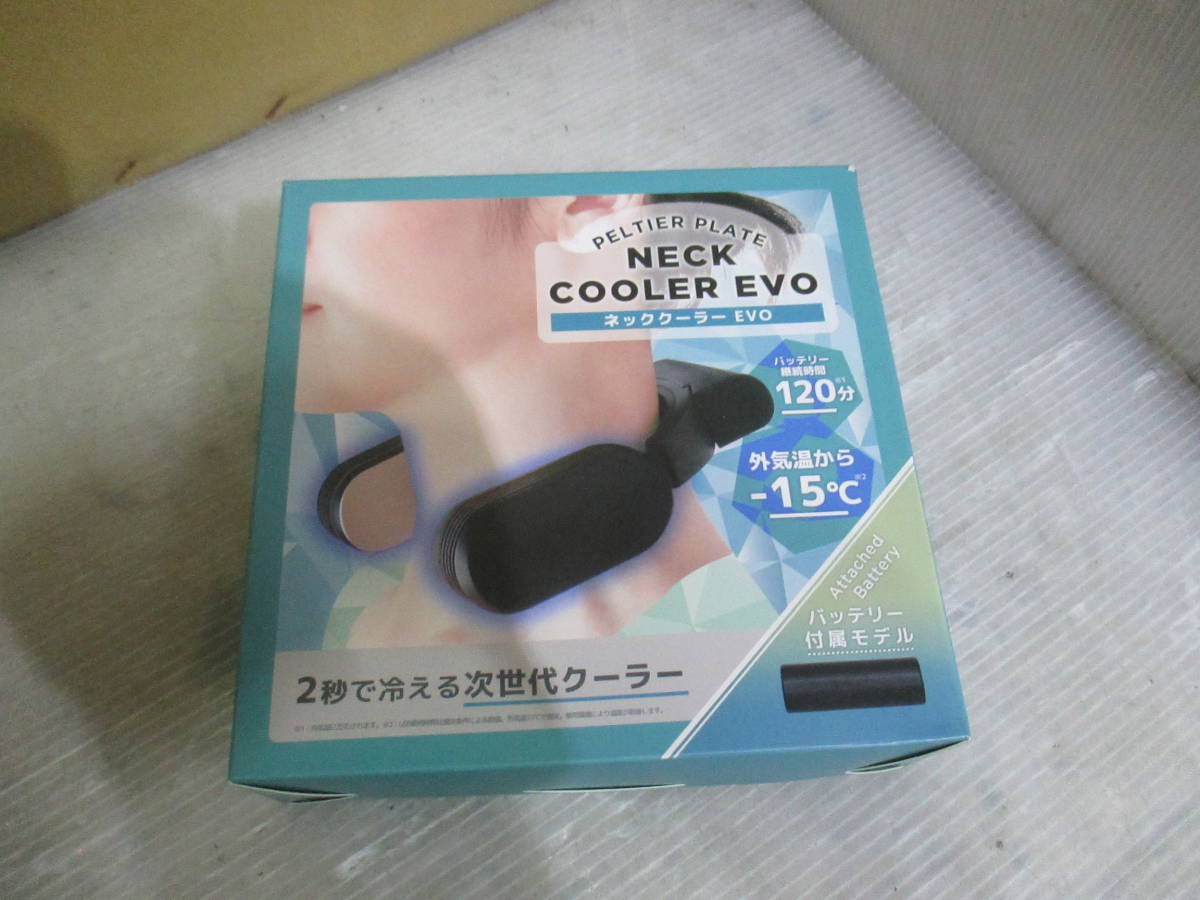 PELTIER PLATE
NECK
COOLER EVO
ネッククーラー EVO
バッテリー
継続時間
120分※1
外気温から
-15℃※2
Attached
Battery
バッテリー
付属モデル
2秒で冷える次世代クーラー